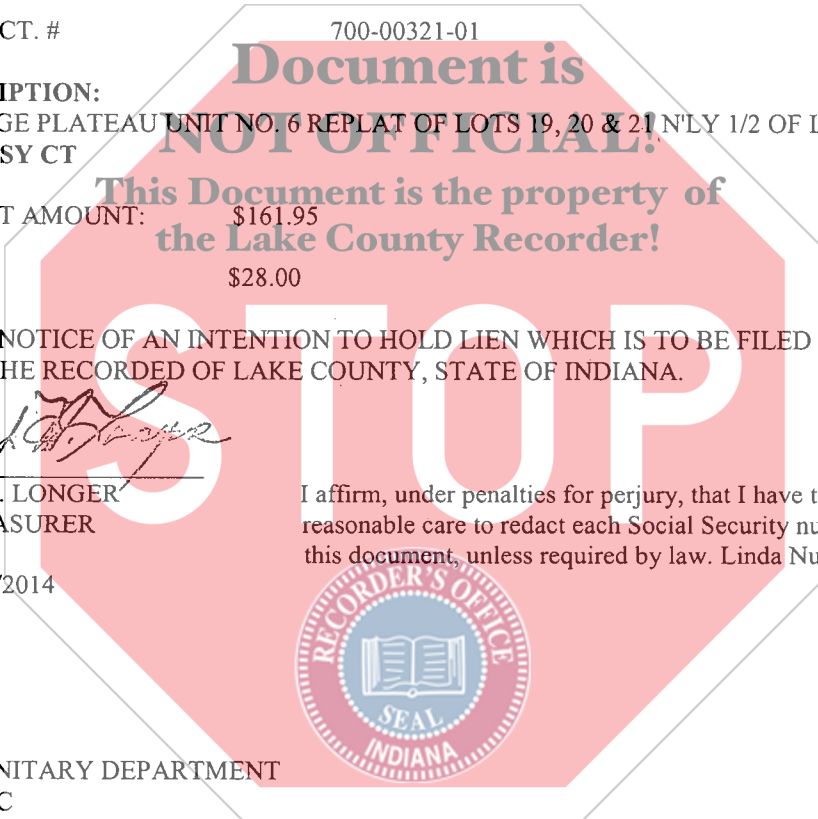 CT. # 700-00321-01
Document is
IPTION:
GE PLATEAU UNIT NO. 6 REPLAT OF LOTS 19, 20 & 21 N'LY 1/2 OF L
NOT OFFICIAL!
SY CT
This Document is the property of
T AMOUNT: $161.95
the Lake County Recorder!
$28.00
STOP
NOTICE OF AN INTENTION TO HOLD LIEN WHICH IS TO BE FILED
HE RECORDED OF LAKE COUNTY, STATE OF INDIANA.
. LONGER
ASURER
I affirm, under penalties for perjury, that I have t
reasonable care to redact each Social Security nu
this document, unless required by law. Linda Nu
/2014
RECORDER'S OFFICE
SEAL
INDIANA
NITARY DEPARTMENT
C